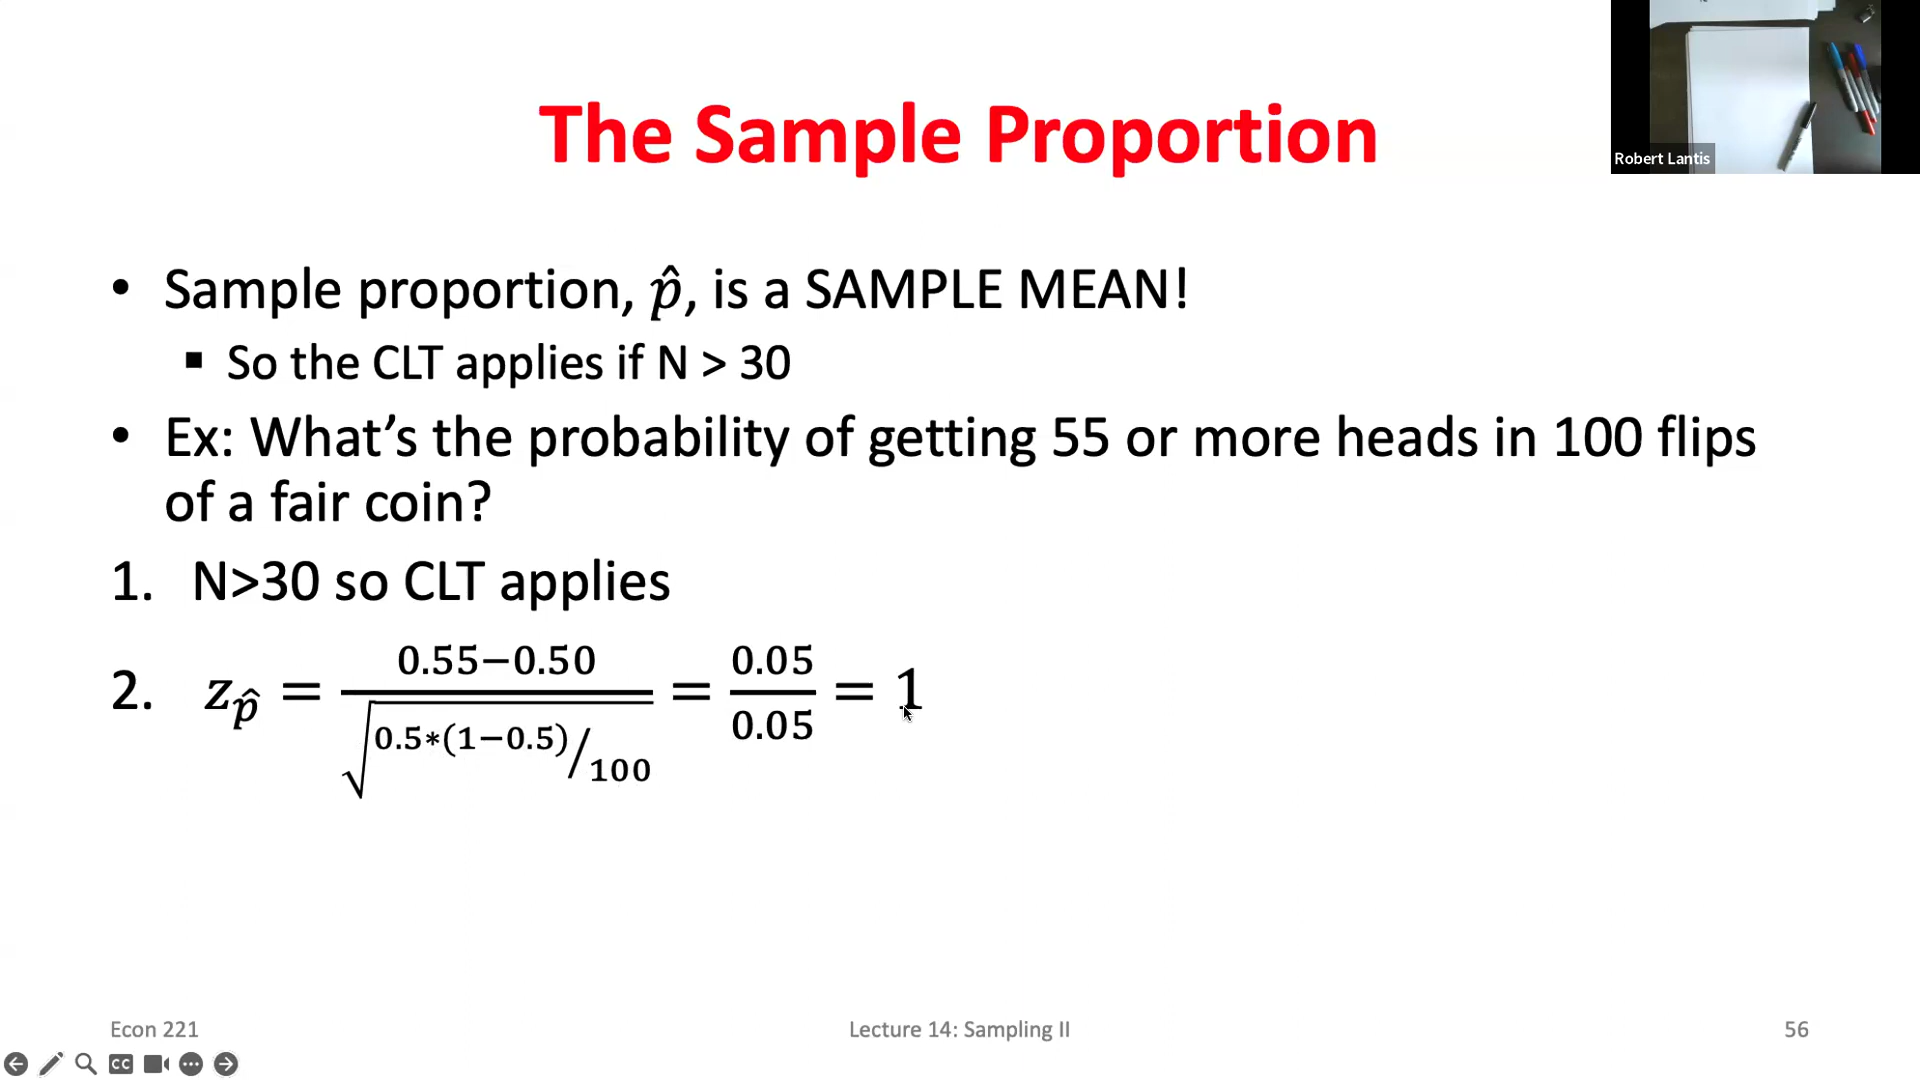 The Sample Proportion
Robert Lantis
• Sample proportion, p̂, is a SAMPLE MEAN!
▪ So the CLT applies if N > 30
• Ex: What’s the probability of getting 55 or more heads in 100 flips
of a fair coin?
1. N>30 so CLT applies
2. z_p̂ = (0.55−0.50)/√(0.5*(1−0.5)/100) = 0.05/0.05 = 1
Econ 221
Lecture 14: Sampling II
56
CC